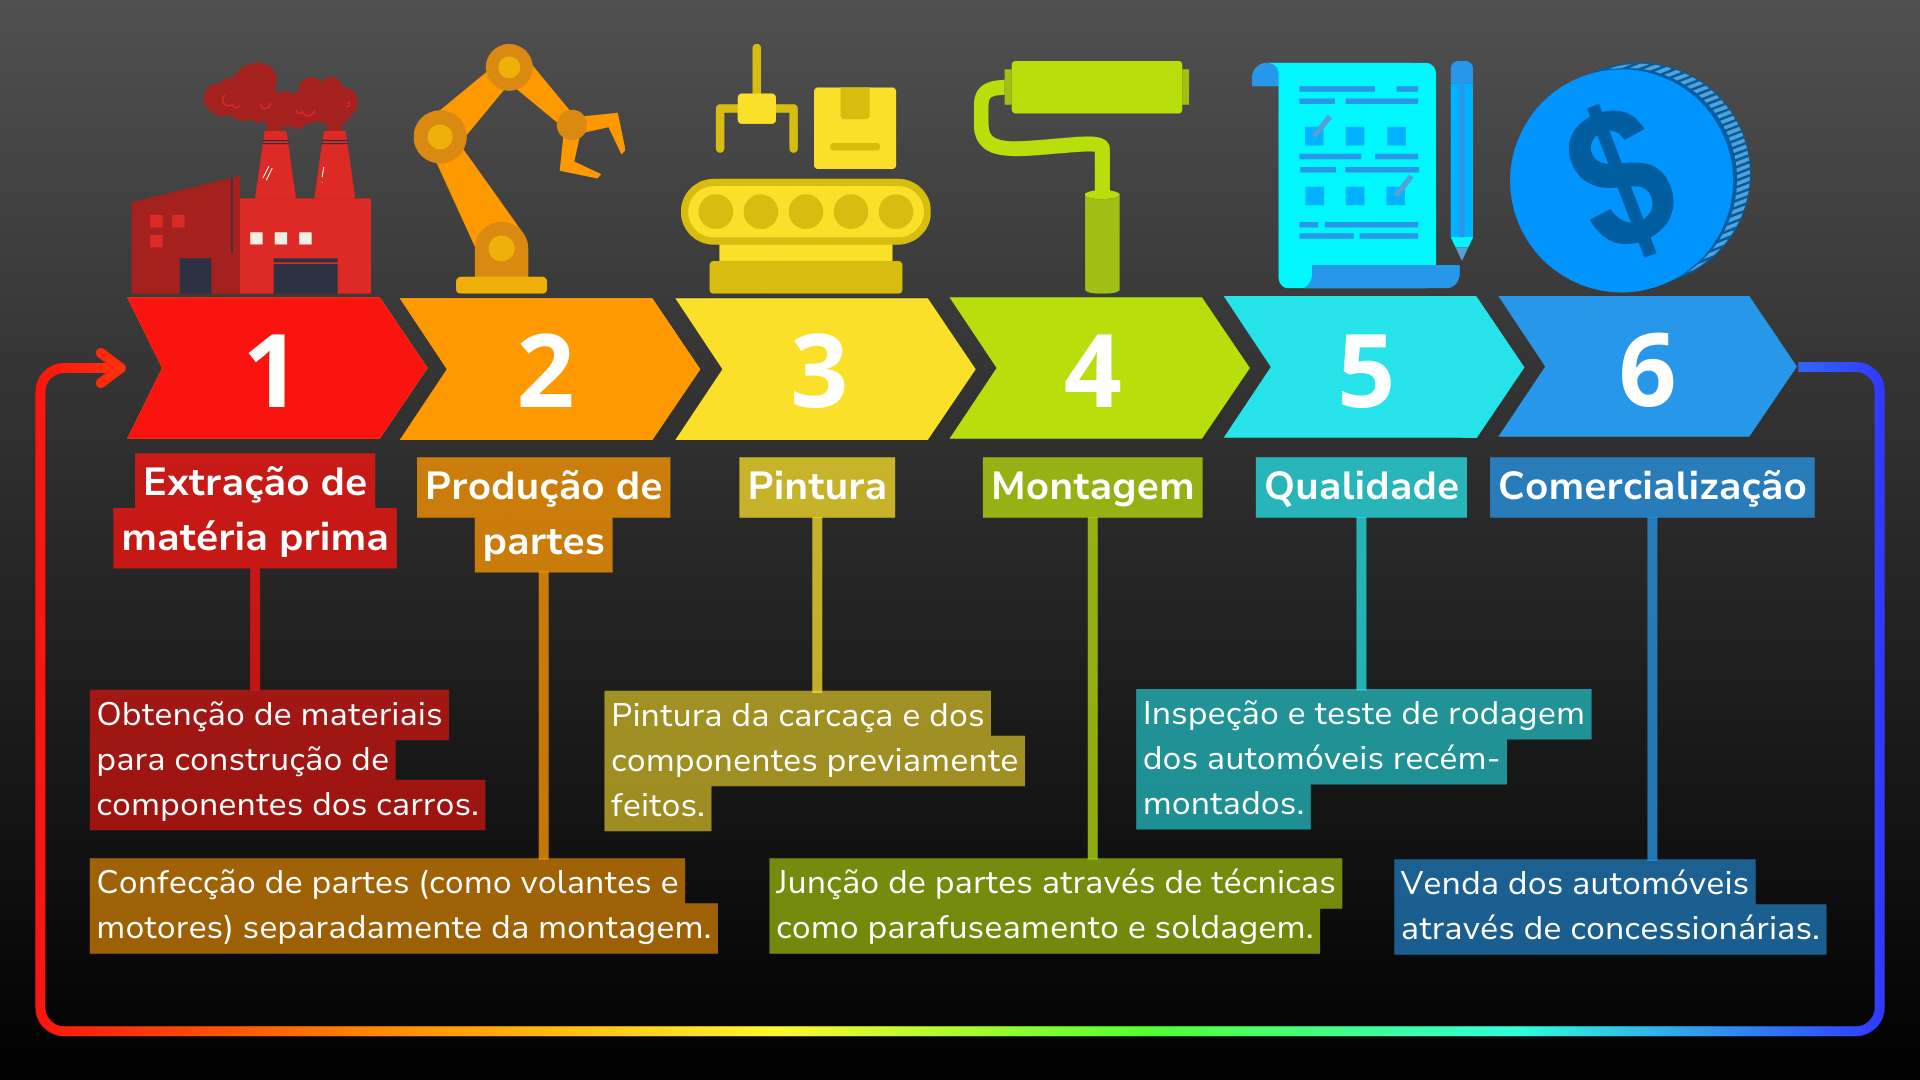 1
2
3
4
5
6
Extração de
matéria prima
Produção de
partes
Pintura
Montagem
Qualidade
Comercialização
Obtenção de materiais
para construção de
componentes dos carros.
Pintura da carcaça e dos
componentes previamente
feitos.
Inspeção e teste de rodagem
dos automóveis recém-
montados.
Confecção de partes (como volantes e
motores) separadamente da montagem.
Junção de partes através de técnicas
como parafuseamento e soldagem.
Venda dos automóveis
através de concessionárias.